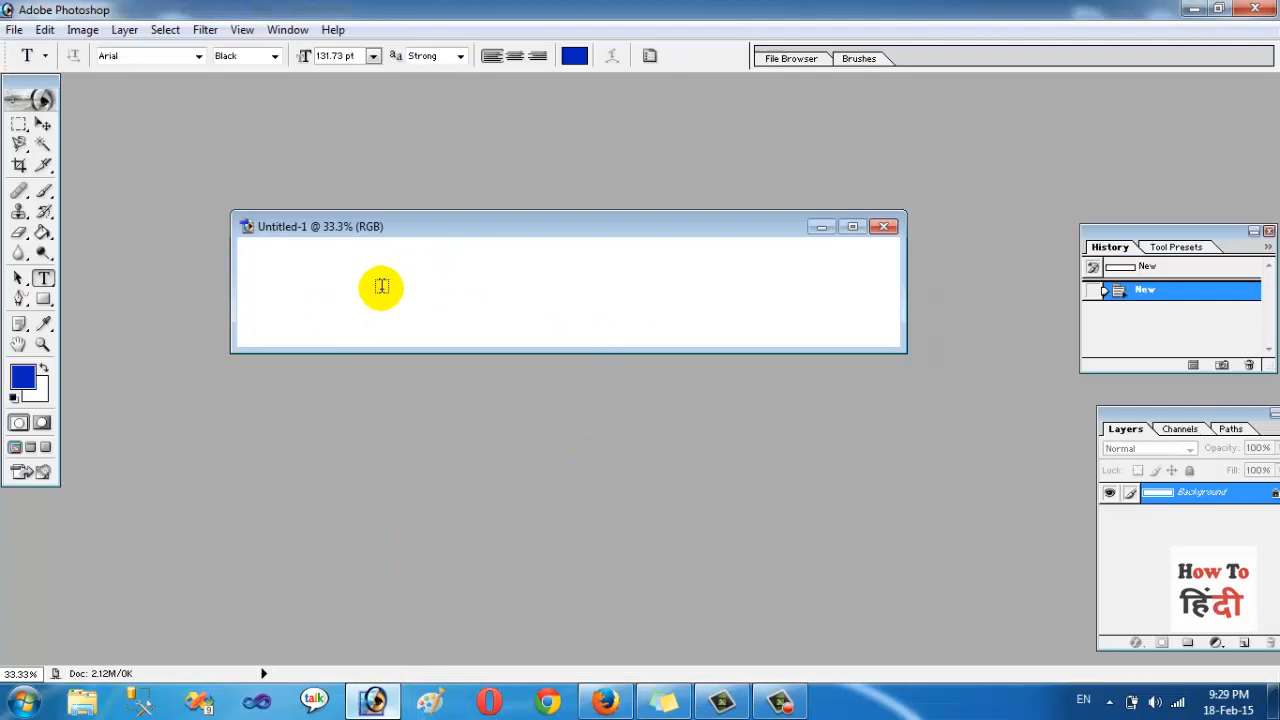 Adobe Photoshop
File Edit Image Layer Select Filter View Window Help
T T Arial Black T 131.73 pt aa Strong File Browser Brushes
Untitled-1 @ 33.3% (RGB)
History Tool Presets
New
New
T
Layers Channels Paths
Normal Opacity: 100%
Lock: Fill: 100%
Background
How To
हिंदी
33.33% Doc: 2.12M/0K
talk
EN
9:29 PM
18-Feb-15